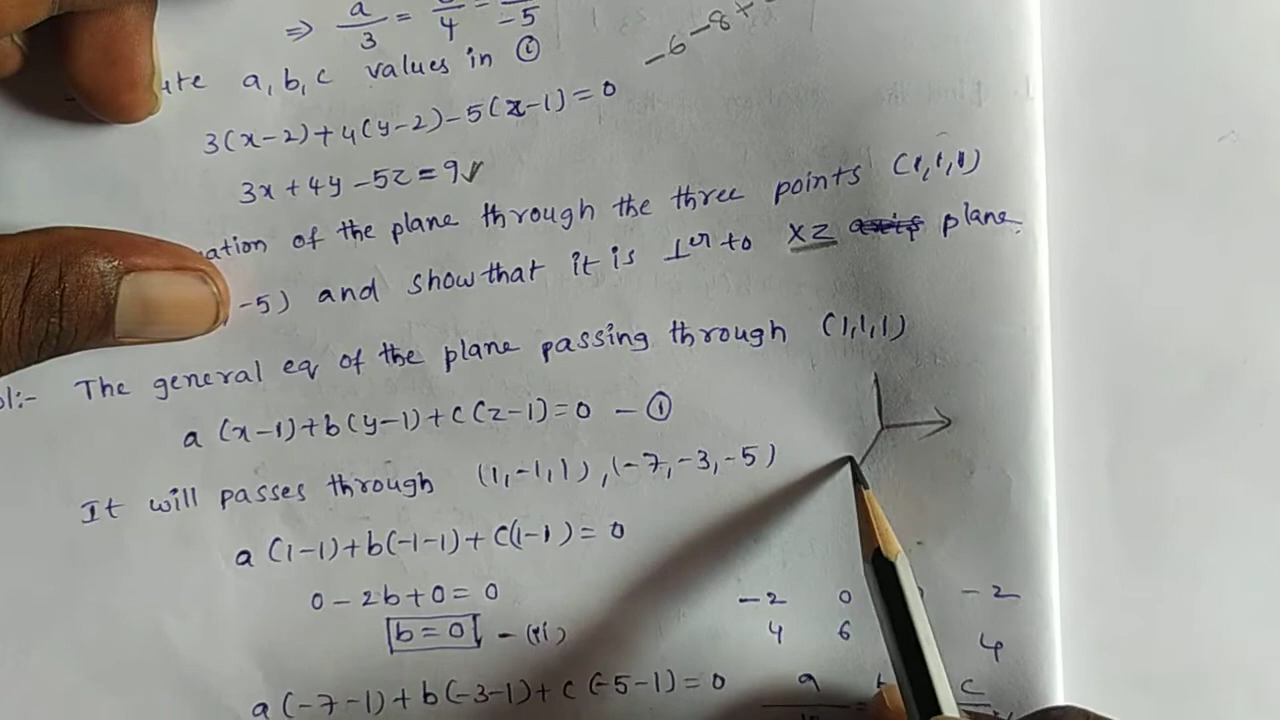 ⇒ a/3 = /4 = /-5
-6-8+
a, b, c values in ①
3(x-2)+4(y-2)-5(z-1)=0
3x+4y-5z=9✓
of the plane through the three points (1,1,1)
-5) and show that it is ⊥er to XZ plane.
The general eq of the plane passing through (1,1,1)
a(x-1)+b(y-1)+c(z-1)=0 - ①
It will passes through (1,-1,1),(-7,-3,-5)
a(1-1)+b(-1-1)+c(1-1)=0
0-2b+0=0
b=0 - (ii)
-2 0 -2
4 6 4
a(-7-1)+b(-3-1)+c(-5-1)=0
a c